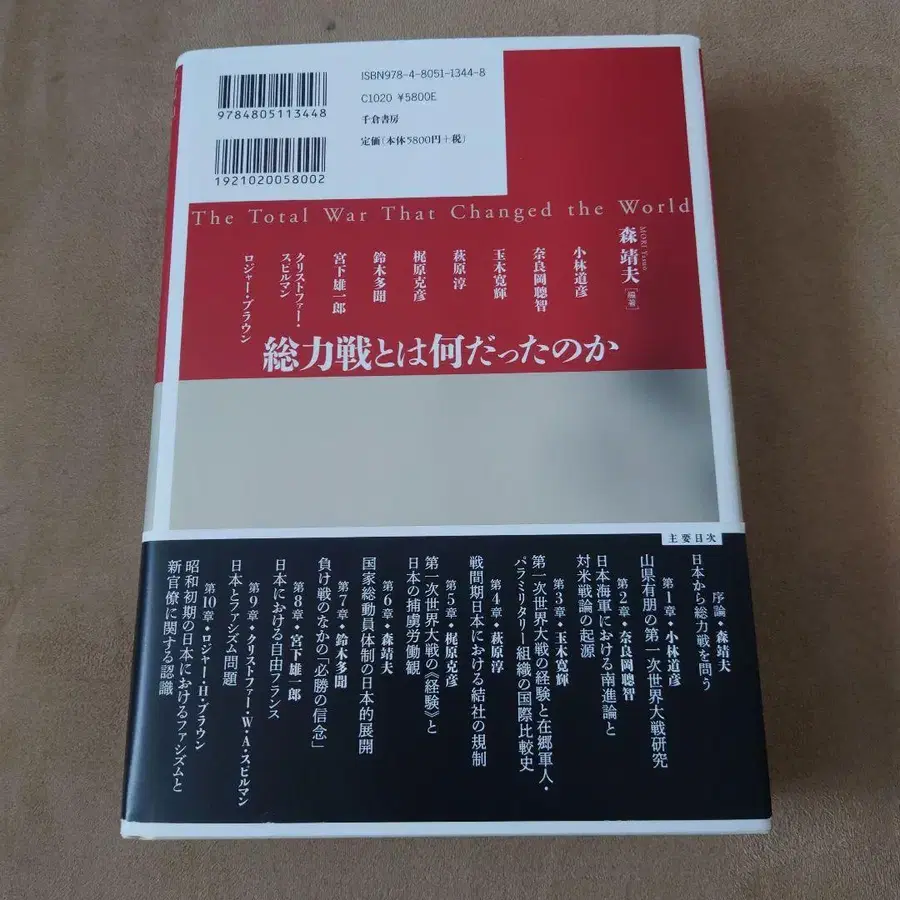 9784805113448
1921020058002
ISBN978-4-8051-1344-8
C1020 ¥5800E
千倉書房
定価(本体5800円+税)
The Total War That Changed the World
森 靖夫 [編著]
MORI Yasuo
小林道彦
奈良岡聰智
玉木寛輝
萩原淳
梶原克彦
鈴木多聞
宮下雄一郎
クリストファー・
スピルマン
ロジャー・ブラウン
総力戦とは何だったのか
主要目次
序論・森靖夫
日本から総力戦を問う
第1章・小林道彦
山県有朋の第一次世界大戦研究
第2章・奈良岡聰智
日本海軍における南進論と
対米戦論の起源
第3章・玉木寛輝
第一次世界大戦の経験と在郷軍人・
パラミリタリー組織の国際比較史
第4章・萩原淳
戦間期日本における結社の規制
第5章・梶原克彦
第一次世界大戦の《経験》と
日本の捕虜労働観
第6章・森靖夫
国家総動員体制の日本的展開
第7章・鈴木多聞
負け戦のなかの「必勝の信念」
第8章・宮下雄一郎
日本における自由フランス
第9章・クリストファー・W・A・スピルマン
日本とファシズム問題
第10章・ロジャー・H・ブラウン
昭和初期の日本におけるファシズムと
新官僚に関する認識